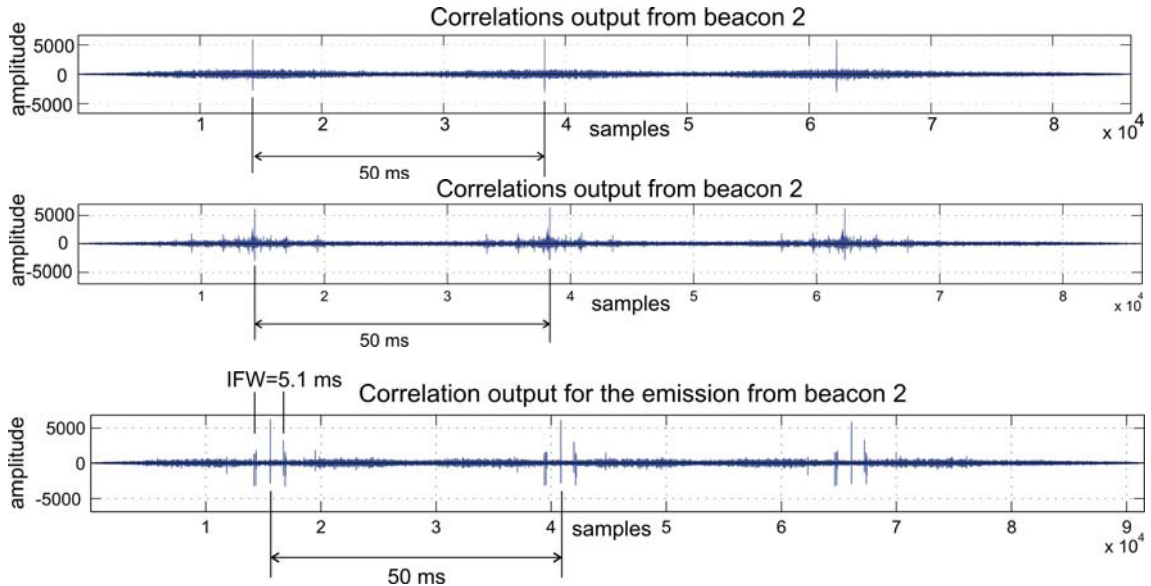 Correlations output from beacon 2
amplitude
5000
0
-5000
1 2 3 4 5 6 7 8
samples
x 10^4
50 ms
Correlations output from beacon 2
amplitude
5000
0
-5000
1 2 3 4 5 6 7 8
samples
x 10^4
50 ms
IFW=5.1 ms
Correlation output for the emission from beacon 2
amplitude
5000
0
-5000
1 2 3 4 5 6 7 8 9
samples
x 10^4
50 ms